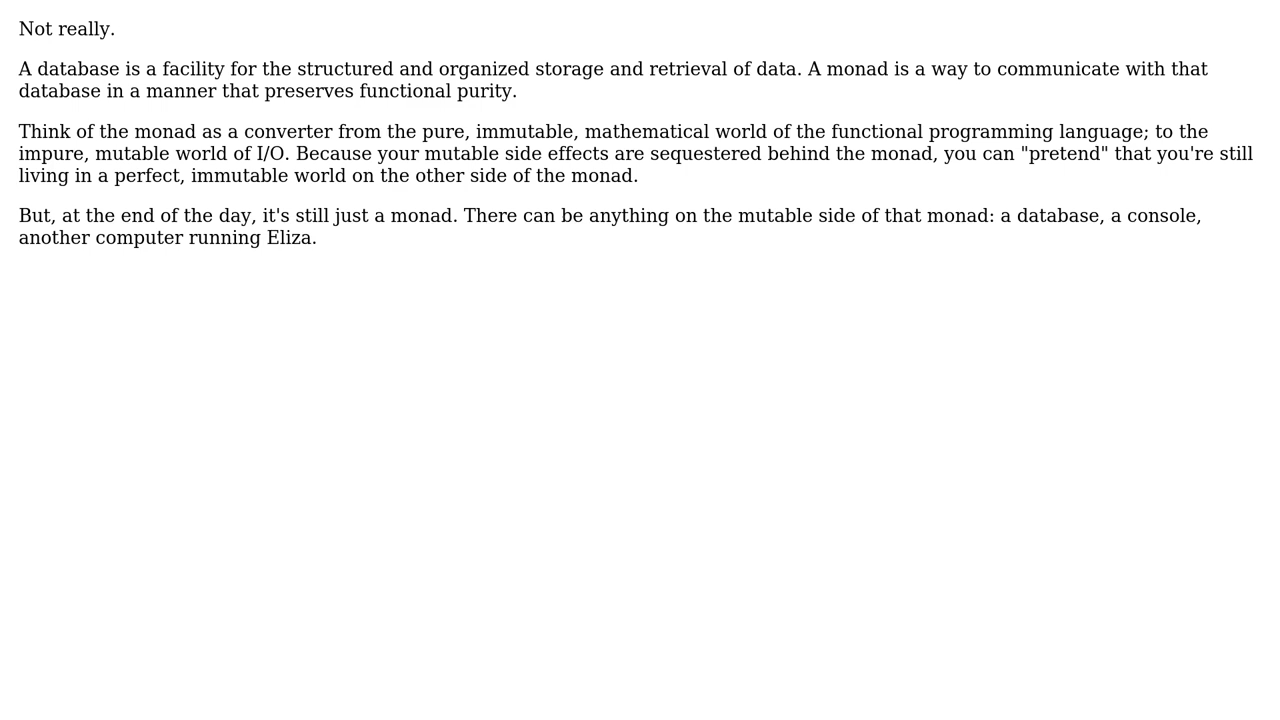 Not really.
A database is a facility for the structured and organized storage and retrieval of data. A monad is a way to communicate with that
database in a manner that preserves functional purity.
Think of the monad as a converter from the pure, immutable, mathematical world of the functional programming language; to the
impure, mutable world of I/O. Because your mutable side effects are sequestered behind the monad, you can "pretend" that you're still
living in a perfect, immutable world on the other side of the monad.
But, at the end of the day, it's still just a monad. There can be anything on the mutable side of that monad: a database, a console,
another computer running Eliza.